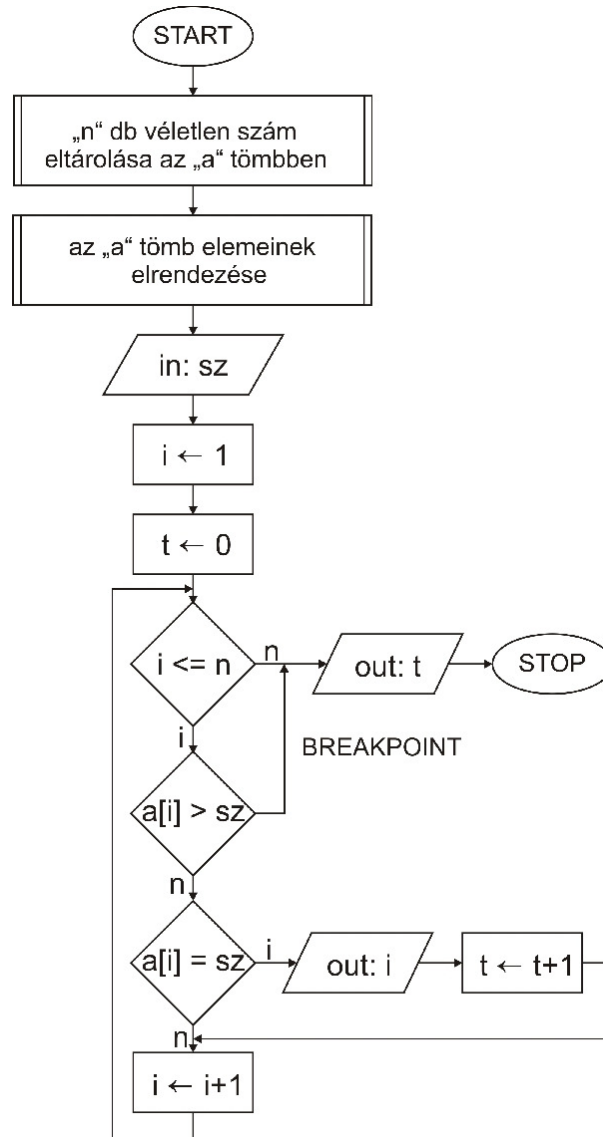 START
„n“ db véletlen szám
eltárolása az „a“ tömbben
az „a“ tömb elemeinek
elrendezése
in: sz
i ← 1
t ← 0
i <= n
n
out: t
STOP
i
BREAKPOINT
a[i] > sz
n
a[i] = sz
i
out: i
t ← t+1
n
i ← i+1